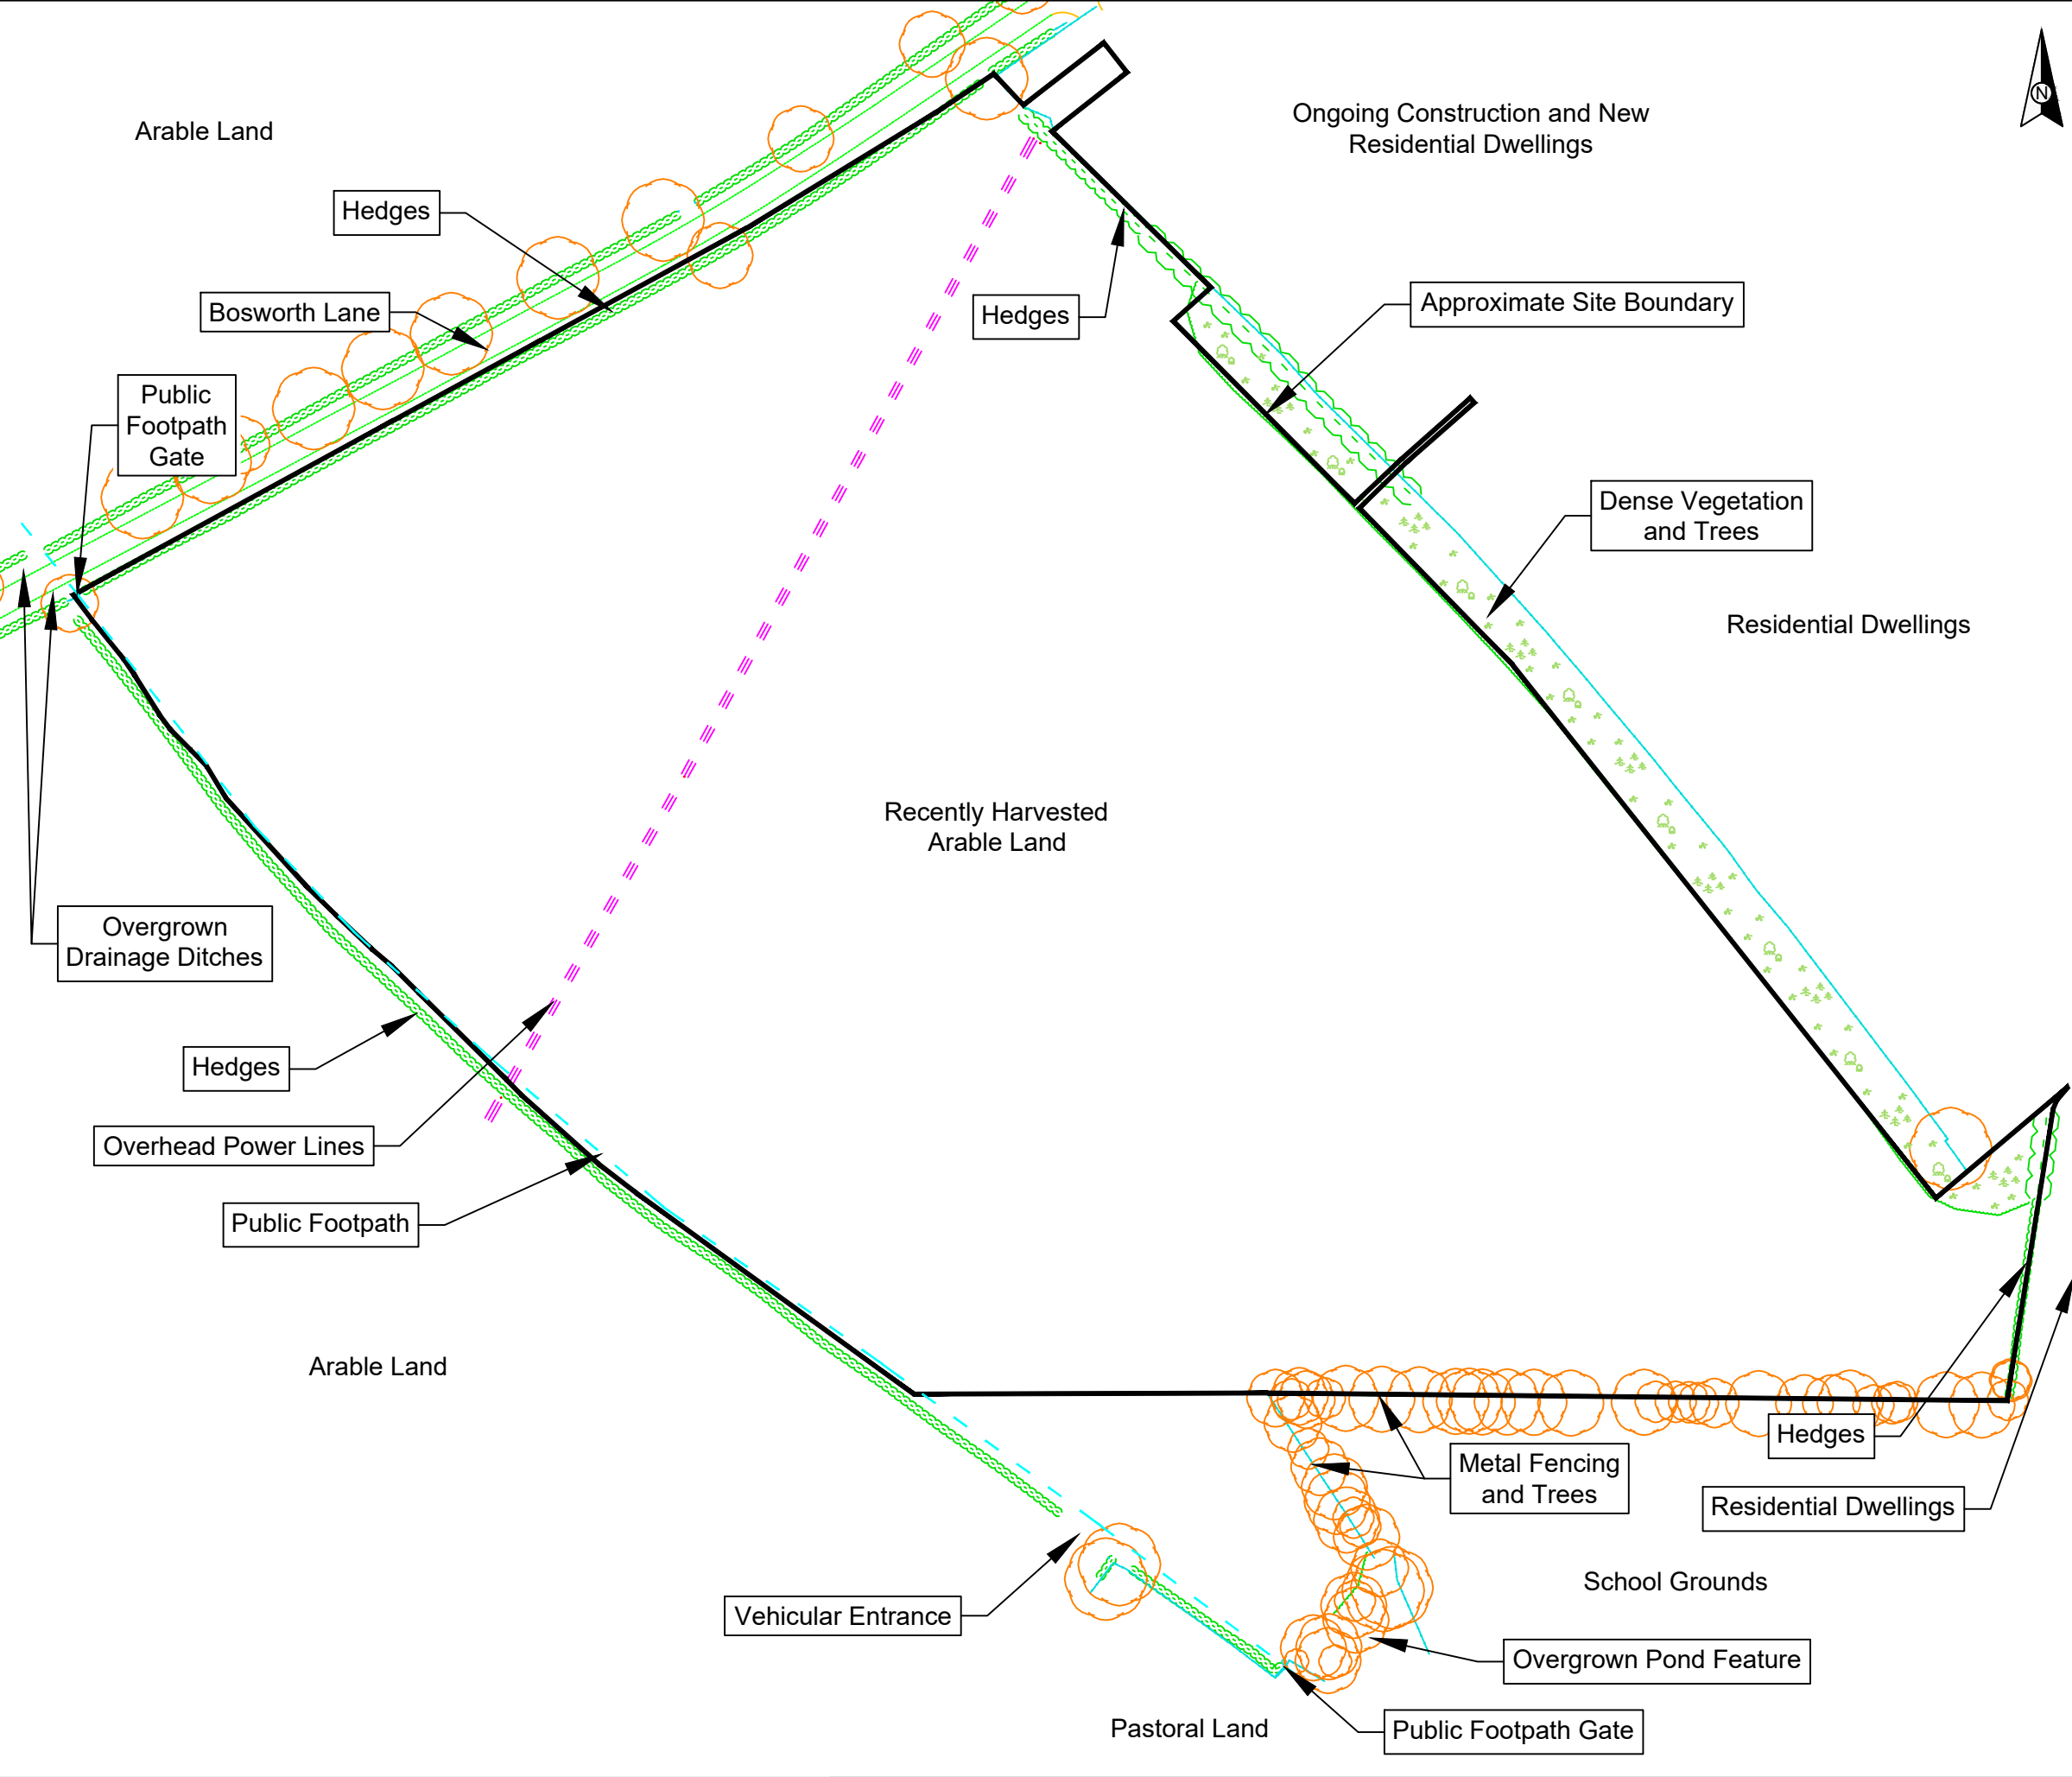 N
Ongoing Construction and New
Residential Dwellings
Arable Land
Hedges
Bosworth Lane
Hedges
Approximate Site Boundary
Public
Footpath
Gate
Dense Vegetation
and Trees
Residential Dwellings
Recently Harvested
Arable Land
Overgrown
Drainage Ditches
Hedges
Overhead Power Lines
Public Footpath
Arable Land
Hedges
Metal Fencing
and Trees
Residential Dwellings
School Grounds
Vehicular Entrance
Overgrown Pond Feature
Pastoral Land
Public Footpath Gate